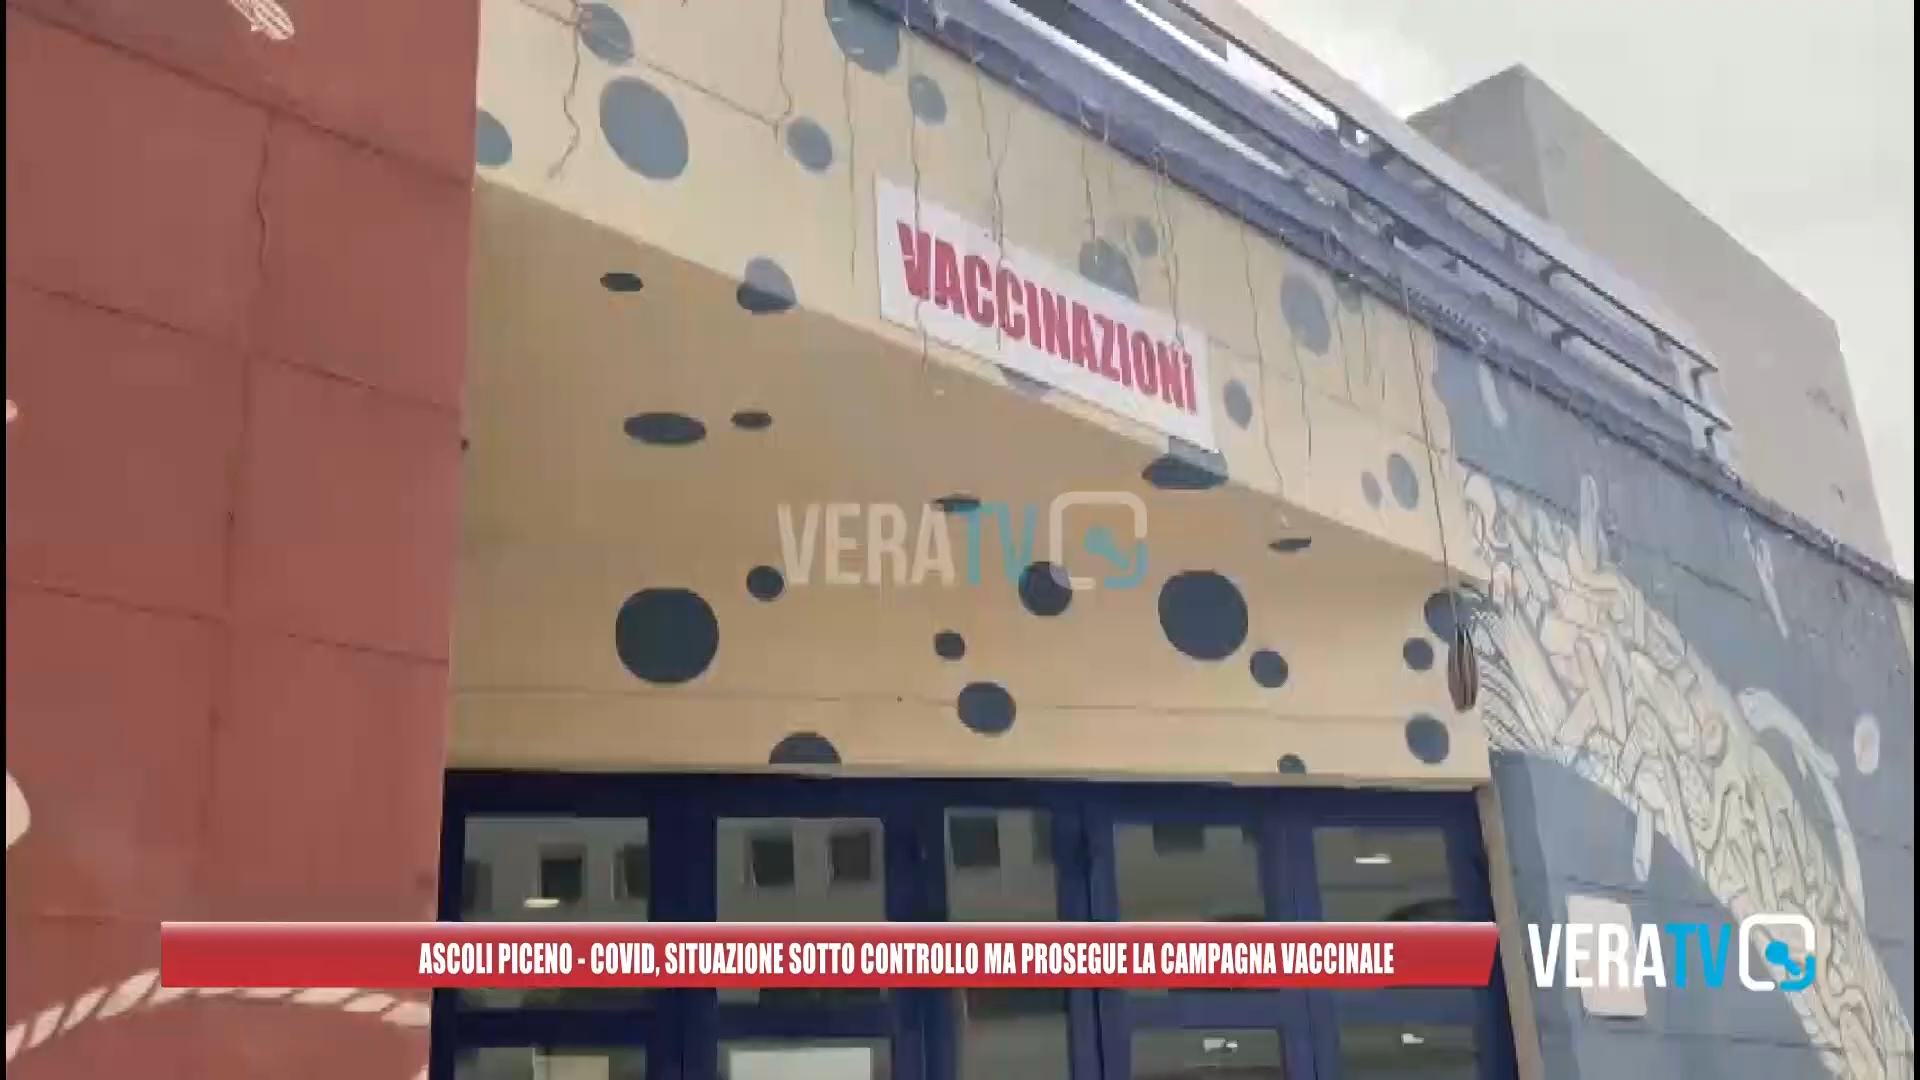 VACCINAZIONI
VERATV
ASCOLI PICENO - COVID, SITUAZIONE SOTTO CONTROLLO MA PROSEGUE LA CAMPAGNA VACCINALE
VERATV